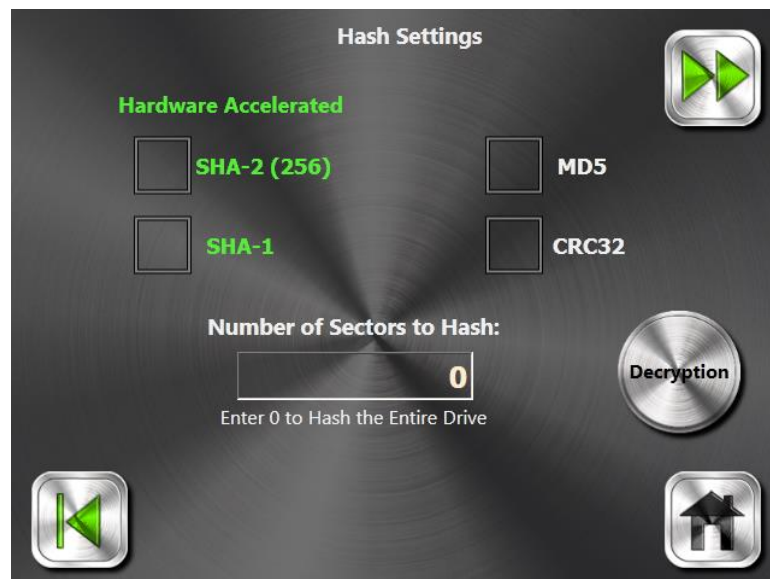 Hash Settings
Hardware Accelerated
SHA-2 (256)
MD5
SHA-1
CRC32
Number of Sectors to Hash:
0
Decryption
Enter 0 to Hash the Entire Drive